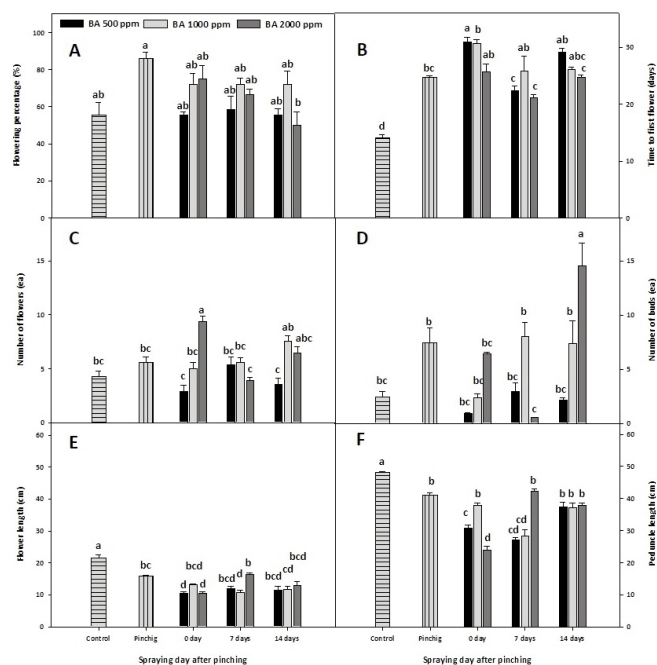 BA 500 ppm BA 1000 ppm BA 2000 ppm
A
Flowering percentage (%)
100
80
60
40
20
0
ab a ab ab ab ab ab ab ab ab b
B
Time to first flower (days)
30
20
10
0
d bc a b ab c ab c a abc c
C
Number of flowers (ea)
15
10
5
0
bc bc c bc a bc bc c c ab abc
D
Number of buds (ea)
15
10
5
0
bc b bc bc bc bc b c bc b a
E
Flower length (cm)
60
50
40
30
20
10
0
a bc d bcd d bcd d b bcd cd bcd
F
Peduncle length (cm)
60
50
40
30
20
10
0
a b c b d cd cd b b b b
Control Pinchig 0 day 7 days 14 days
Control Pinchig 0 day 7 days 14 days
Spraying day after pinching Spraying day after pinching